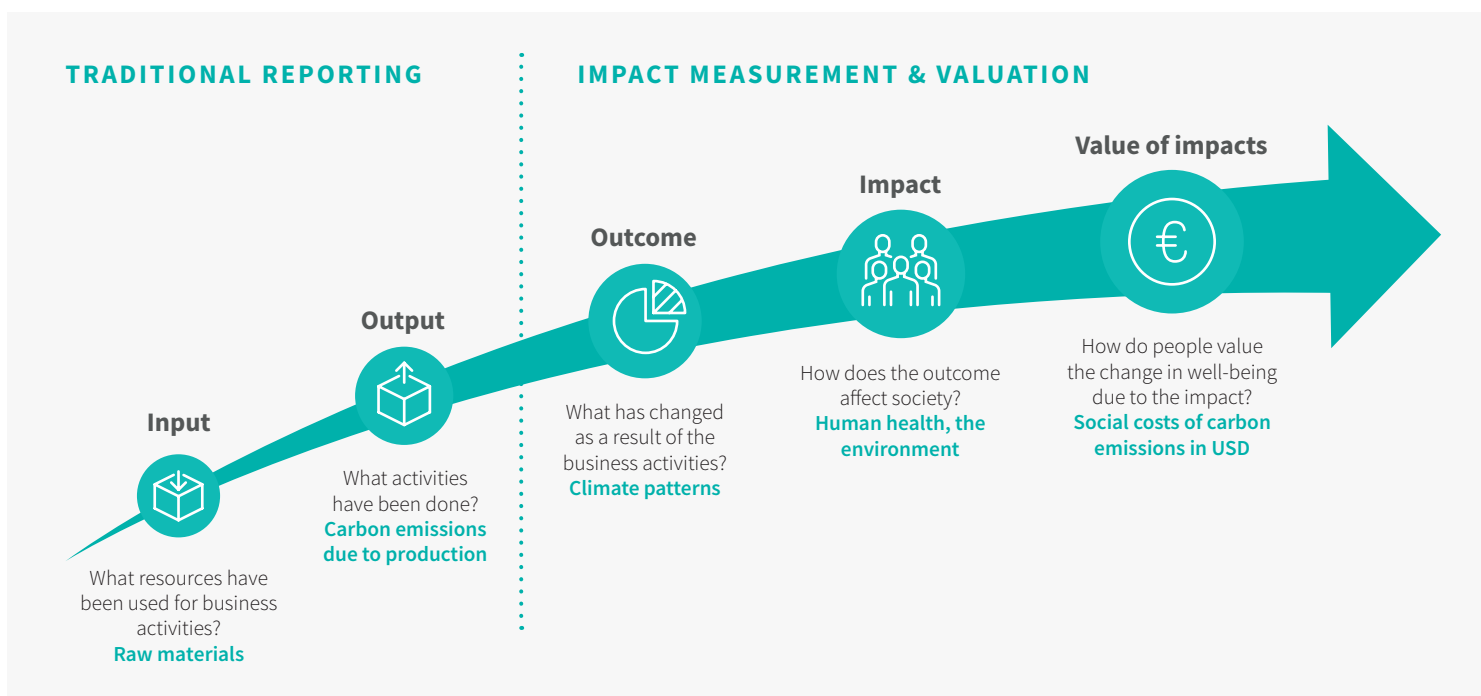 TRADITIONAL REPORTING
IMPACT MEASUREMENT & VALUATION
Input
What resources have
been used for business
activities?
Raw materials
Output
What activities
have been done?
Carbon emissions
due to production
Outcome
What has changed
as a result of the
business activities?
Climate patterns
Impact
How does the outcome
affect society?
Human health, the
environment
Value of impacts
€
How do people value
the change in well-being
due to the impact?
Social costs of carbon
emissions in USD